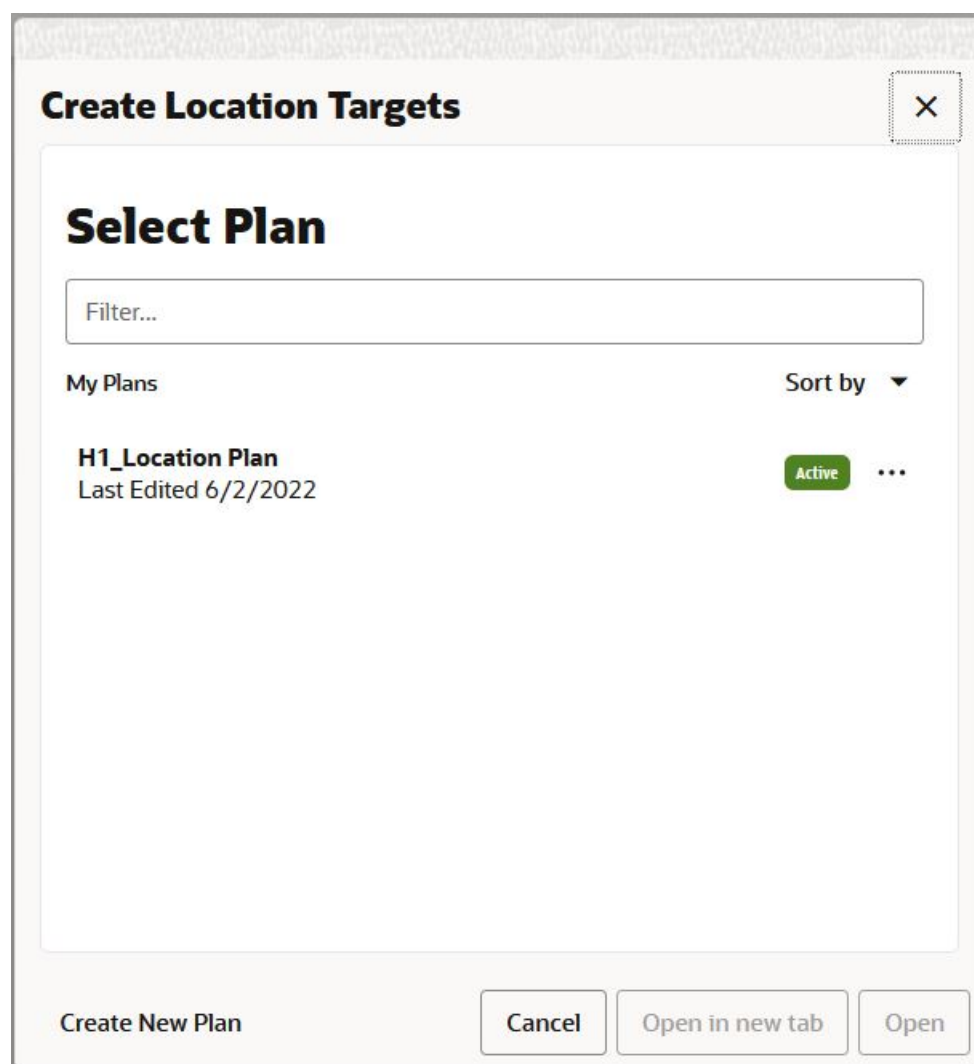 Create Location Targets
Select Plan
Filter...
My Plans Sort by
H1_Location Plan
Last Edited 6/2/2022
Active
Create New Plan Cancel Open in new tab Open